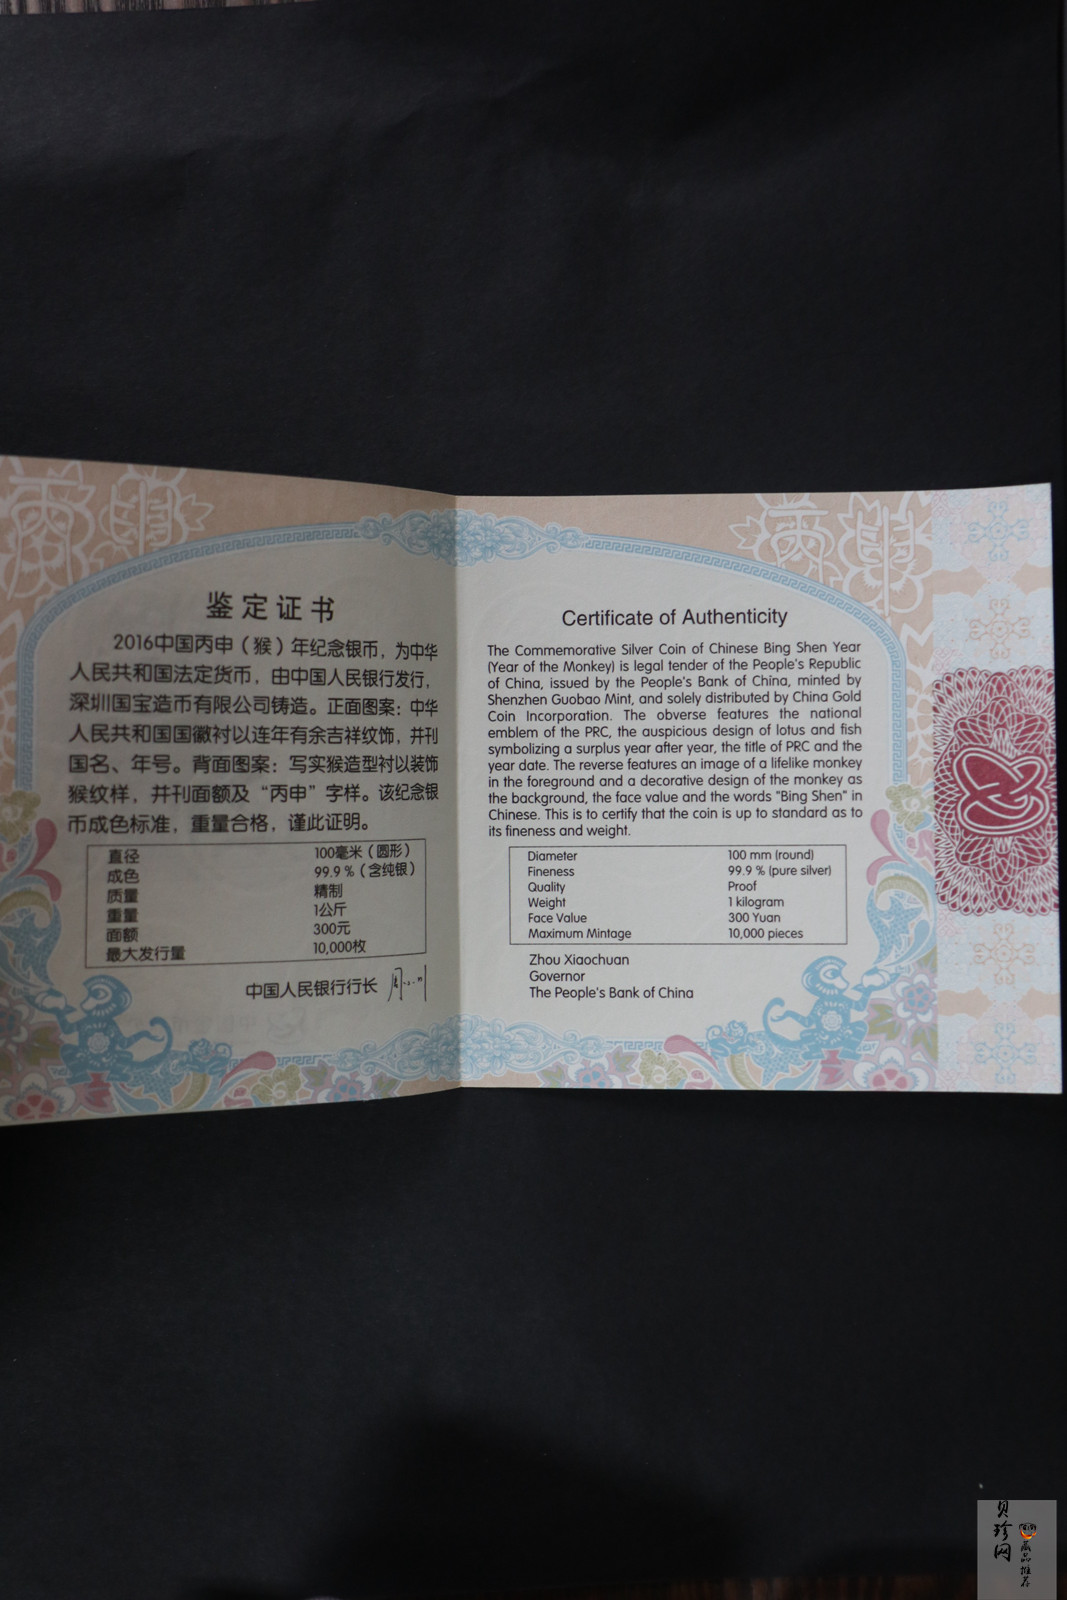 鉴定证书
2016中国丙申（猴）年纪念银币，为中华
人民共和国法定货币，由中国人民银行发行，
深圳国宝造币有限公司铸造。正面图案：中华
人民共和国国徽衬以连年有余吉祥纹饰，并刊
国名、年号。背面图案：写实猴造型衬以装饰
猴纹样，并刊面额及“丙申”字样。该纪念银
币成色标准，重量合格，谨此证明。
直径 100毫米（圆形）
成色 99.9 %（含纯银）
质量 精制
重量 1公斤
面额 300元
最大发行量 10,000枚
中国人民银行行长
Certificate of Authenticity
The Commemorative Silver Coin of Chinese Bing Shen Year
(Year of the Monkey) is legal tender of the People's Republic
of China, issued by the People's Bank of China, minted by
Shenzhen Guobao Mint, and solely distributed by China Gold
Coin Incorporation. The obverse features the national
emblem of the PRC, the auspicious design of lotus and fish
symbolizing a surplus year after year, the title of PRC and the
year date. The reverse features an image of a lifelike monkey
in the foreground and a decorative design of the monkey as
the background, the face value and the words "Bing Shen" in
Chinese. This is to certify that the coin is up to standard as to
its fineness and weight.
Diameter 100 mm (round)
Fineness 99.9 % (pure silver)
Quality Proof
Weight 1 kilogram
Face Value 300 Yuan
Maximum Mintage 10,000 pieces
Zhou Xiaochuan
Governor
The People's Bank of China
贝珍网
藏品推荐